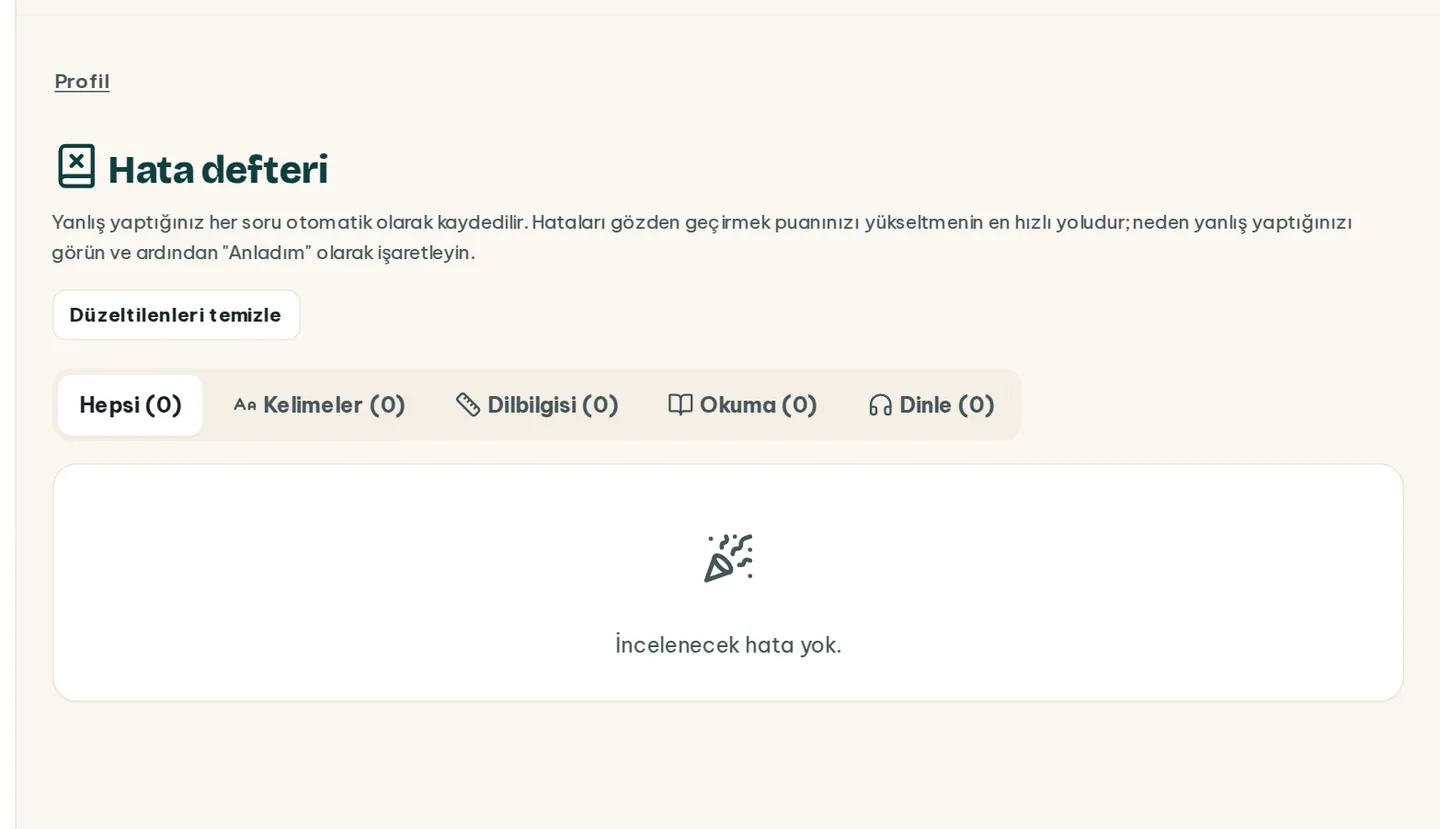 Profil
Hata defteri
Yanlış yaptığınız her soru otomatik olarak kaydedilir. Hataları gözden geçirmek puanınızı yükseltmenin en hızlı yoludur; neden yanlış yaptığınızı
görün ve ardından "Anladım" olarak işaretleyin.
Düzeltilenleri temizle
Hepsi (0) Kelimeler (0) Dilbilgisi (0) Okuma (0) Dinle (0)
İncelenecek hata yok.